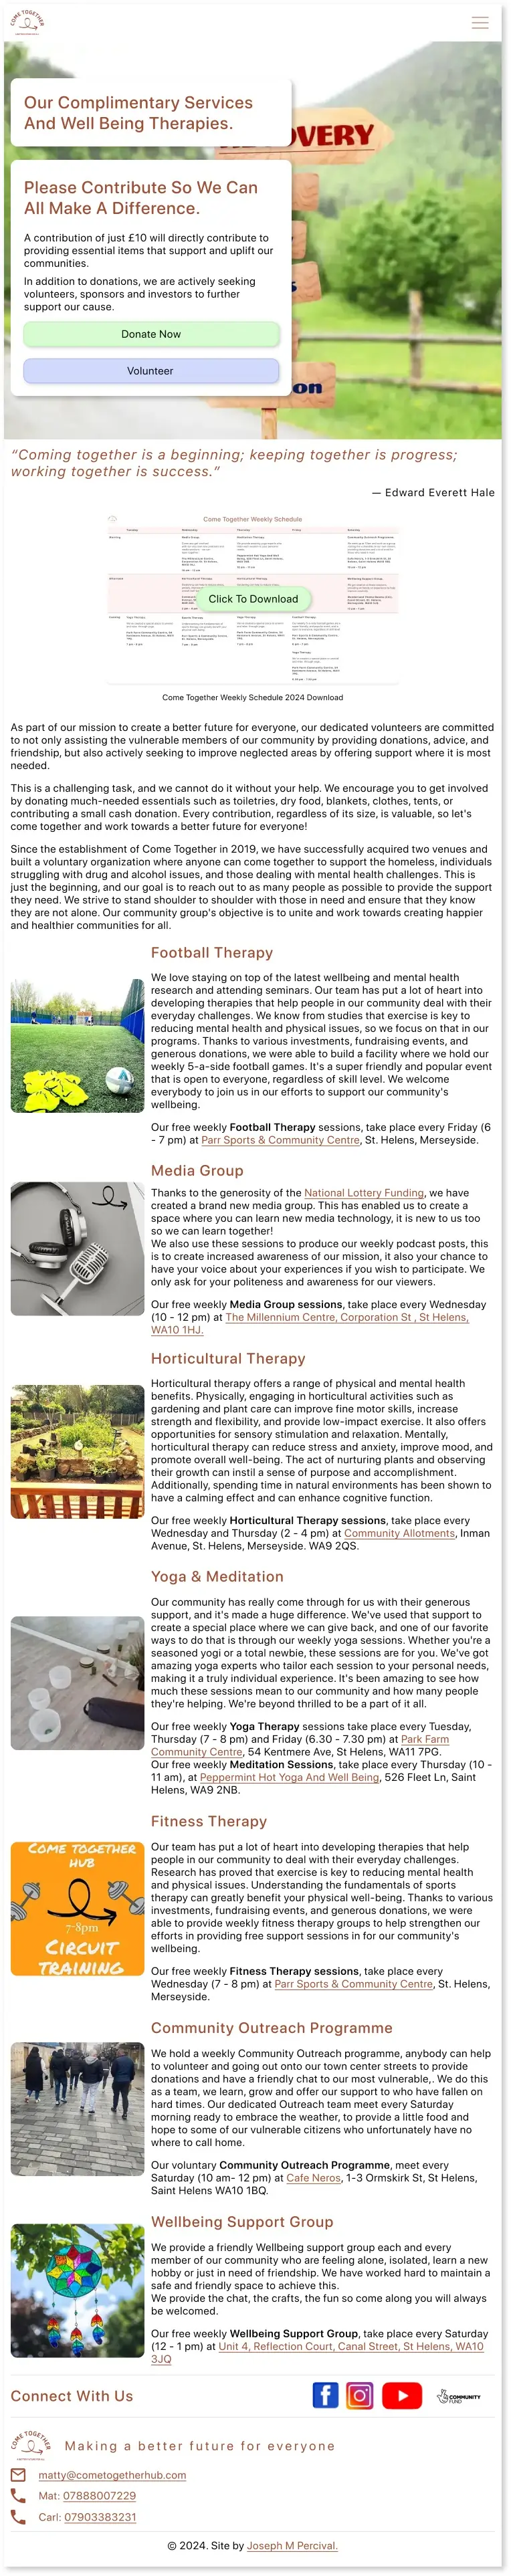 COME TOGETHER
Our Complimentary Services
And Well Being Therapies.
OVERY
Please Contribute So We Can
All Make A Difference.
A contribution of just £10 will directly contribute to
providing essential items that support and uplift our
communities.
In addition to donations, we are actively seeking
volunteers, sponsors and investors to further
support our cause.
Donate Now
Volunteer
on
“Coming together is a beginning; keeping together is progress;
working together is success.”
— Edward Everett Hale
Come Together Weekly Schedule
Click To Download
Come Together Weekly Schedule 2024 Download
As part of our mission to create a better future for everyone, our dedicated volunteers are committed
to not only assisting the vulnerable members of our community by providing donations, advice, and
friendship, but also actively seeking to improve neglected areas by offering support where it is most
needed.
This is a challenging task, and we cannot do it without your help. We encourage you to get involved
by donating much-needed essentials such as toiletries, dry food, blankets, clothes, tents, or
contributing a small cash donation. Every contribution, regardless of its size, is valuable, so let's
come together and work towards a better future for everyone!
Since the establishment of Come Together in 2019, we have successfully acquired two venues and
built a voluntary organization where anyone can come together to support the homeless, individuals
struggling with drug and alcohol issues, and those dealing with mental health challenges. This is
just the beginning, and our goal is to reach out to as many people as possible to provide the support
they need. We strive to stand shoulder to shoulder with those in need and ensure that they know
they are not alone. Our community group's objective is to unite and work towards creating happier
and healthier communities for all.
Football Therapy
We love staying on top of the latest wellbeing and mental health
research and attending seminars. Our team has put a lot of heart into
developing therapies that help people in our community deal with their
everyday challenges. We know from studies that exercise is key to
reducing mental health and physical issues, so we focus on that in our
programs. Thanks to various investments, fundraising events, and
generous donations, we were able to build a facility where we hold our
weekly 5-a-side football games. It's a super friendly and popular event
that is open to everyone, regardless of skill level. We welcome
everybody to join us in our efforts to support our community's
wellbeing.
Our free weekly Football Therapy sessions, take place every Friday (6
- 7 pm) at Parr Sports & Community Centre, St. Helens, Merseyside.
Media Group
Thanks to the generosity of the National Lottery Funding, we have
created a brand new media group. This has enabled us to create a
space where you can learn new media technology, it is new to us too
so we can learn together!
We also use these sessions to produce our weekly podcast posts, this
is to create increased awareness of our mission, it also your chance to
have your voice about your experiences if you wish to participate. We
only ask for your politeness and awareness for our viewers.
Our free weekly Media Group sessions, take place every Wednesday
(10 - 12 pm) at The Millennium Centre, Corporation St , St Helens,
WA10 1HJ.
Horticultural Therapy
Horticultural therapy offers a range of physical and mental health
benefits. Physically, engaging in horticultural activities such as
gardening and plant care can improve fine motor skills, increase
strength and flexibility, and provide low-impact exercise. It also offers
opportunities for sensory stimulation and relaxation. Mentally,
horticultural therapy can reduce stress and anxiety, improve mood, and
promote overall well-being. The act of nurturing plants and observing
their growth can instil a sense of purpose and accomplishment.
Additionally, spending time in natural environments has been shown to
have a calming effect and can enhance cognitive function.
Our free weekly Horticultural Therapy sessions, take place every
Wednesday and Thursday (2 - 4 pm) at Community Allotments, Inman
Avenue, St. Helens, Merseyside. WA9 2QS.
Yoga & Meditation
Our community has really come through for us with their generous
support, and it's made a huge difference. We've used that support to
create a special place where we can give back, and one of our favorite
ways to do that is through our weekly yoga sessions. Whether you're a
seasoned yogi or a total newbie, these sessions are for you. We've got
amazing yoga experts who tailor each session to your personal needs,
making it a truly individual experience. It's been amazing to see how
much these sessions mean to our community and how many people
they're helping. We're beyond thrilled to be a part of it all.
Our free weekly Yoga Therapy sessions take place every Tuesday,
Thursday (7 - 8 pm) and Friday (6.30 - 7.30 pm) at Park Farm
Community Centre, 54 Kentmere Ave, St Helens, WA11 7PG.
Our free weekly Meditation Sessions, take place every Thursday (10 -
11 am), at Peppermint Hot Yoga And Well Being, 526 Fleet Ln, Saint
Helens, WA9 2NB.
Fitness Therapy
COME TOGETHER
HUB
7-8pm
CIRCUIT
TRAINING
Our team has put a lot of heart into developing therapies that help
people in our community to deal with their everyday challenges.
Research has proved that exercise is key to reducing mental health
and physical issues. Understanding the fundamentals of sports
therapy can greatly benefit your physical well-being. Thanks to various
investments, fundraising events, and generous donations, we were
able to provide weekly fitness therapy groups to help strengthen our
efforts in providing free support sessions in for our community's
wellbeing.
Our free weekly Fitness Therapy sessions, take place every
Wednesday (7 - 8 pm) at Parr Sports & Community Centre, St. Helens,
Merseyside.
Community Outreach Programme
We hold a weekly Community Outreach programme, anybody can help
to volunteer and going out onto our town center streets to provide
donations and have a friendly chat to our most vulnerable,. We do this
as a team, we learn, grow and offer our support to who have fallen on
hard times. Our dedicated Outreach team meet every Saturday
morning ready to embrace the weather, to provide a little food and
hope to some of our vulnerable citizens who unfortunately have no
where to call home.
Our voluntary Community Outreach Programme, meet every
Saturday (10 am- 12 pm) at Cafe Neros, 1-3 Ormskirk St, St Helens,
Saint Helens WA10 1BQ.
Wellbeing Support Group
We provide a friendly Wellbeing support group each and every
member of our community who are feeling alone, isolated, learn a new
hobby or just in need of friendship. We have worked hard to maintain a
safe and friendly space to achieve this.
We provide the chat, the crafts, the fun so come along you will always
be welcomed.
Our free weekly Wellbeing Support Group, take place every Saturday
(12 - 1 pm) at Unit 4, Reflection Court, Canal Street, St Helens, WA10
3JQ
Connect With Us
COMMUNITY
FUND
COME TOGETHER
Making a better future for everyone
matty@cometogetherhub.com
Mat: 07888007229
Carl: 07903383231
© 2024. Site by Joseph M Percival.